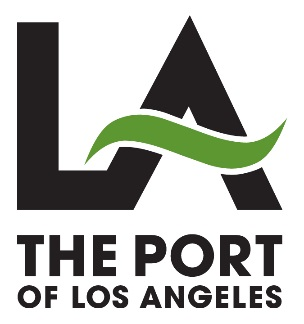 LA
THE PORT
OF LOS ANGELES